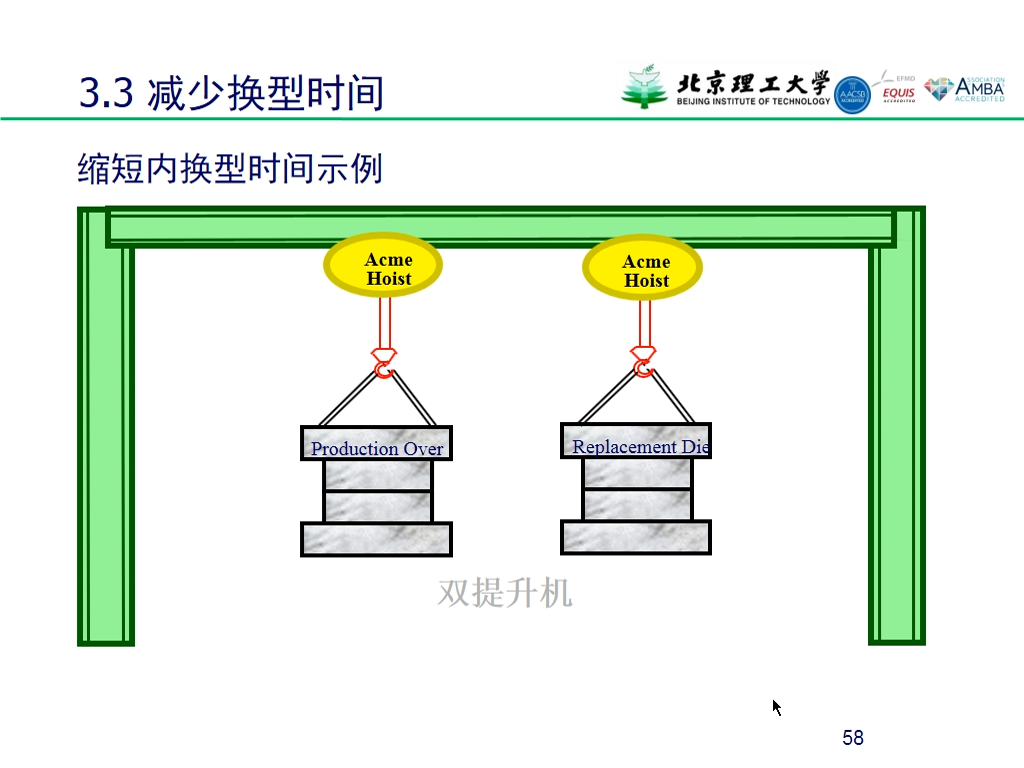 3.3 减少换型时间
北京理工大学
BEIJING INSTITUTE OF TECHNOLOGY
AACSB
ACCREDITED
EFMD
EQUIS
ACCREDITED
ASSOCIATION
AMBA
ACCREDITED
缩短内换型时间示例
Acme
Hoist
Acme
Hoist
Production Over
Replacement Die
双提升机
58